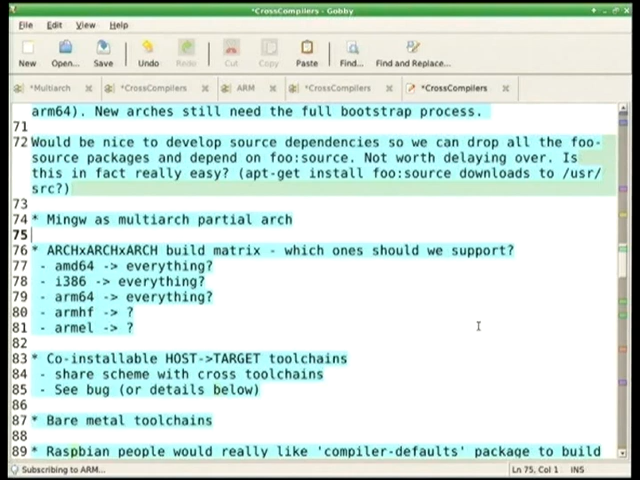 *CrossCompilers - Gobby
File Edit View Help
New Open... Save Undo Redo Cut Copy Paste Find... Find and Replace...
*Multiarch *CrossCompilers ARM *CrossCompilers *CrossCompilers
arm64). New arches still need the full bootstrap process.
71
72 Would be nice to develop source dependencies so we can drop all the foo-
source packages and depend on foo:source. Not worth delaying over. Is
this in fact really easy? (apt-get install foo:source downloads to /usr/
src?)
73
74 * Mingw as multiarch partial arch
75
76 * ARCHxARCHxARCH build matrix - which ones should we support?
77 - amd64 -> everything?
78 - i386 -> everything?
79 - arm64 -> everything?
80 - armhf -> ?
81 - armel -> ?
82
83 * Co-installable HOST->TARGET toolchains
84 - share scheme with cross toolchains
85 - See bug (or details below)
86
87 * Bare metal toolchains
88
89 * Raspbian people would really like 'compiler-defaults' package to build
Subscribing to ARM... Ln 75, Col 1 INS